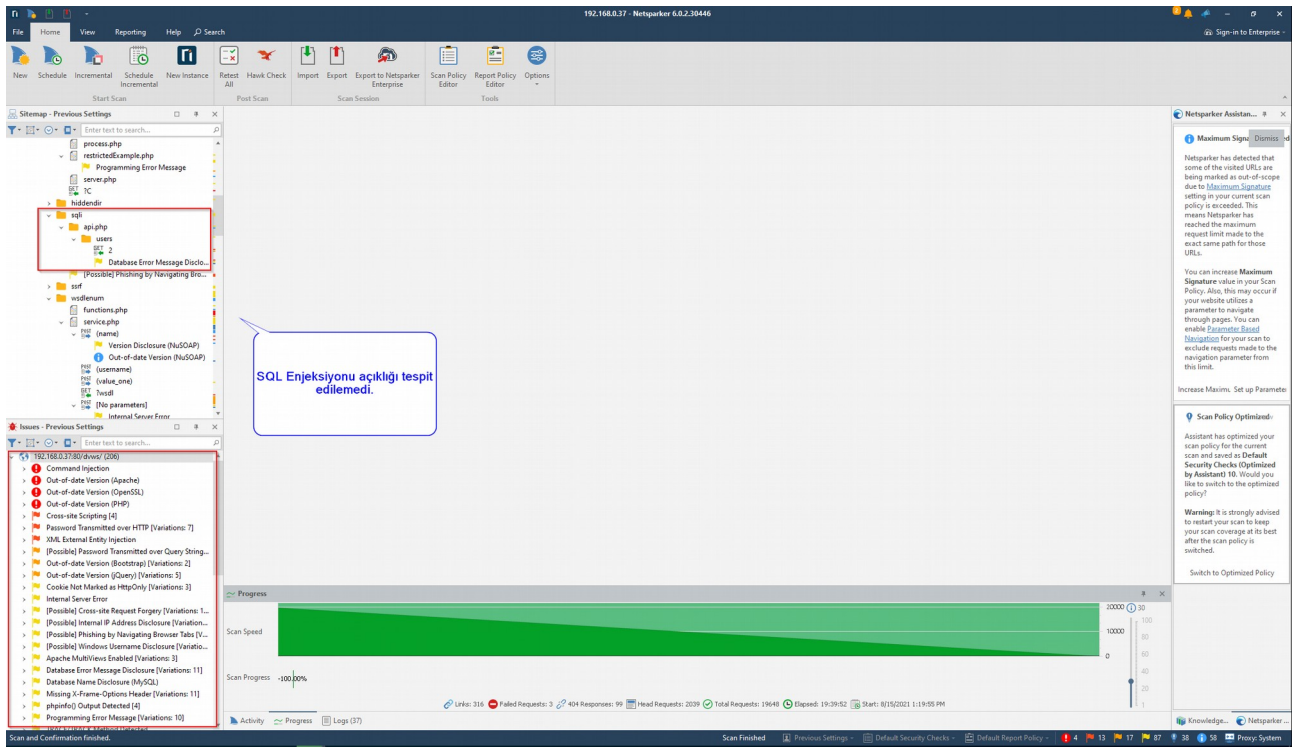 192.168.0.37 - Netsparker 6.0.2.30446
File Home View Reporting Help Search
Sign-in to Enterprise
New Schedule Incremental Schedule Incremental New Instance
Retest All Hawk Check
Import Export Export to Netsparker Enterprise
Scan Policy Editor Report Policy Editor Options
Start Scan
Post Scan
Scan Session
Tools
Sitemap - Previous Settings
Enter text to search...
process.php
restrictedExample.php
Programming Error Message
server.php
GET ?C
hiddendir
sqli
api.php
users
GET 2
Database Error Message Disclo...
[Possible] Phishing by Navigating Bro...
ssrf
wsdlenum
functions.php
service.php
POST (name)
Version Disclosure (NuSOAP)
Out-of-date Version (NuSOAP)
POST (username)
POST (value_one)
GET ?wsdl
POST [No parameters]
Internal Server Error
SQL Enjeksiyonu açıklığı tespit
edilemedi.
Issues - Previous Settings
Enter text to search...
192.168.0.37:80/dvws/ (206)
Command Injection
Out-of-date Version (Apache)
Out-of-date Version (OpenSSL)
Out-of-date Version (PHP)
Cross-site Scripting [4]
Password Transmitted over HTTP [Variations: 7]
XML External Entity Injection
[Possible] Password Transmitted over Query String...
Out-of-date Version (Bootstrap) [Variations: 2]
Out-of-date Version (jQuery) [Variations: 5]
Cookie Not Marked as HttpOnly [Variations: 3]
Internal Server Error
[Possible] Cross-site Request Forgery [Variations: 1...
[Possible] Internal IP Address Disclosure [Variation...
[Possible] Phishing by Navigating Browser Tabs [V...
[Possible] Windows Username Disclosure [Variatio...
Apache MultiViews Enabled [Variations: 3]
Database Error Message Disclosure [Variations: 11]
Database Name Disclosure (MySQL)
Missing X-Frame-Options Header [Variations: 11]
phpinfo() Output Detected [4]
Programming Error Message [Variations: 10]
Progress
Scan Speed
20000
10000
0
30
100
80
60
40
20
1
Scan Progress -100.00%
Links: 316 Failed Requests: 3 404 Responses: 99 Head Requests: 2039 Total Requests: 19648 Elapsed: 19:39:52 Start: 8/15/2021 1:19:55 PM
Activity Progress Logs (37)
Netsparker Assistan...
Maximum Signa Dismiss ed
Netsparker has detected that
some of the visited URLs are
being marked as out-of-scope
due to Maximum Signature
setting in your current scan
policy is exceeded. This
means Netsparker has
reached the maximum
request limit made to the
exact same path for those
URLs.
You can increase Maximum
Signature value in your Scan
Policy. Also, this may occur if
your website utilizes a
parameter to navigate
through pages. You can
enable Parameter Based
Navigation for your scan to
exclude requests made to the
navigation parameter from
this limit.
Increase Maximu Set up Parameter
Scan Policy Optimized
Assistant has optimized your
scan policy for the current
scan and saved as Default
Security Checks (Optimized
by Assistant) 10. Would you
like to switch to the optimized
policy?
Warning: It is strongly advised
to restart your scan to keep
your scan coverage at its best
after the scan policy is
switched.
Switch to Optimized Policy
Knowledge... Netsparker ...
Scan and Confirmation finished.
Scan Finished Previous Settings Default Security Checks Default Report Policy 4 13 17 87 38 58 Proxy: System